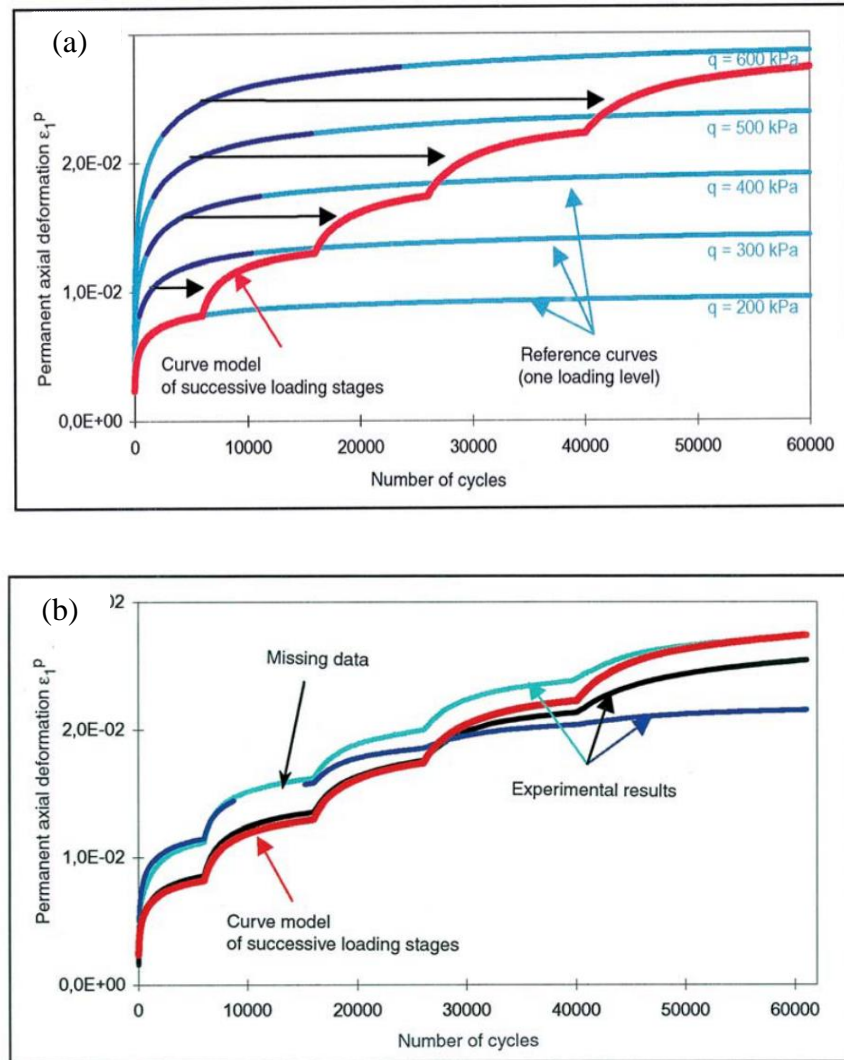 (a)
Permanent axial deformation ε₁ᵖ
2,0E-02
1,0E-02
0,0E+00
q = 600 kPa
q = 500 kPa
q = 400 kPa
q = 300 kPa
q = 200 kPa
Curve model
of successive loading stages
Reference curves
(one loading level)
0 10000 20000 30000 40000 50000 60000
Number of cycles
(b)
)2
Permanent axial deformation ε₁ᵖ
2,0E-02
1,0E-02
0,0E+00
Missing data
Experimental results
Curve model
of successive loading stages
0 10000 20000 30000 40000 50000 60000
Number of cycles